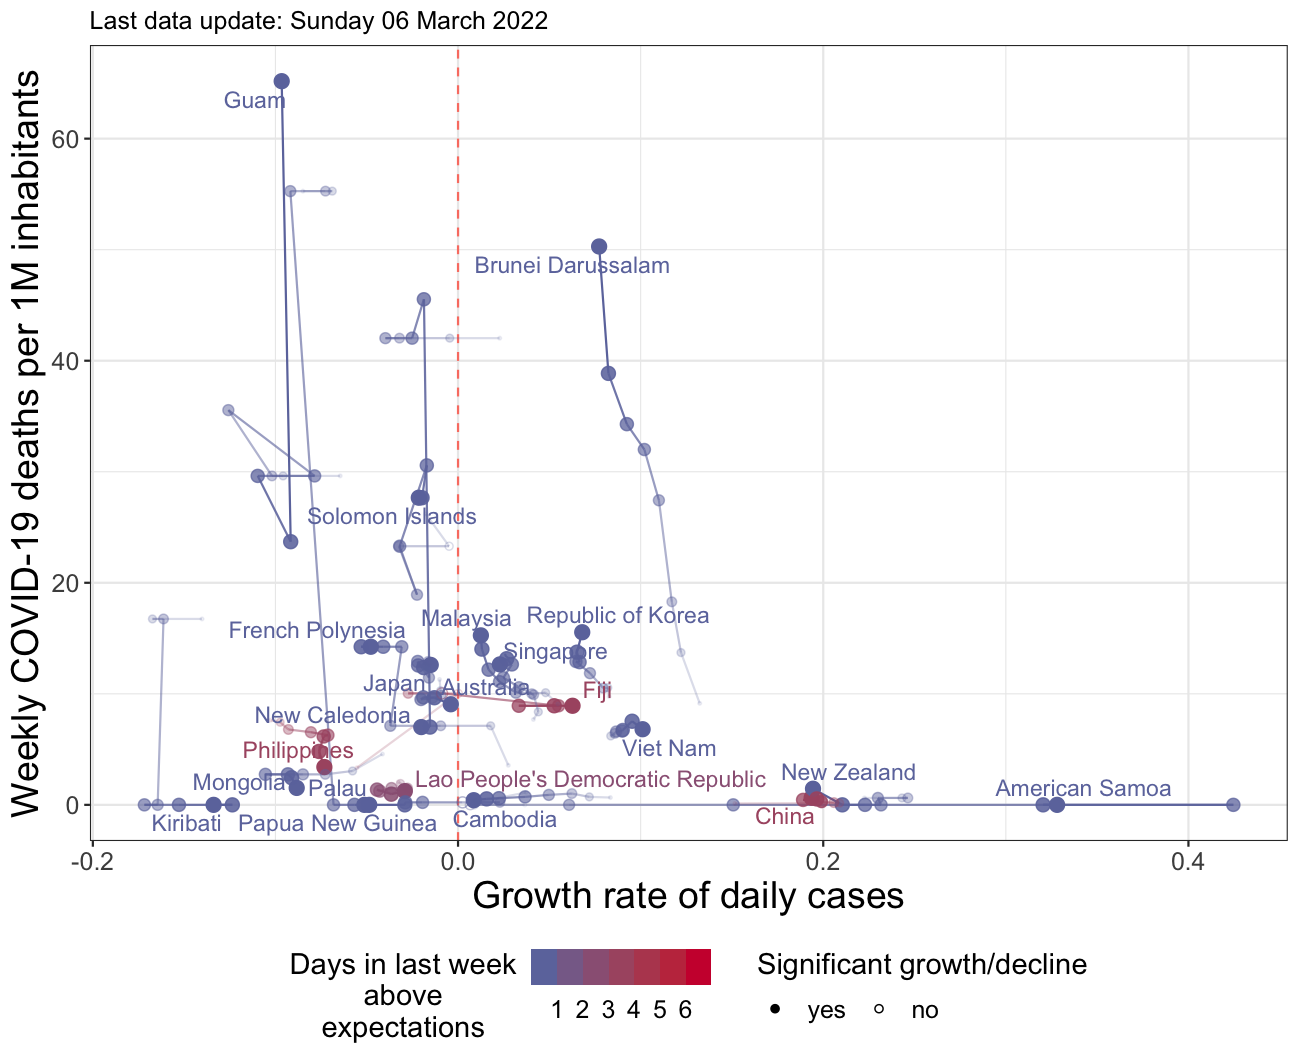 Last data update: Sunday 06 March 2022
Weekly COVID-19 deaths per 1M inhabitants
60
40
20
0
Guam
Brunei Darussalam
Solomon Islands
Malaysia
Republic of Korea
French Polynesia
Singapore
Japan
Australia
Fiji
New Caledonia
Philippines
Viet Nam
Mongolia
Palau
Lao People's Democratic Republic
New Zealand
American Samoa
Kiribati
Papua New Guinea
Cambodia
China
-0.2
0.0
0.2
0.4
Growth rate of daily cases
Days in last week
above
expectations
1 2 3 4 5 6
Significant growth/decline
yes
no